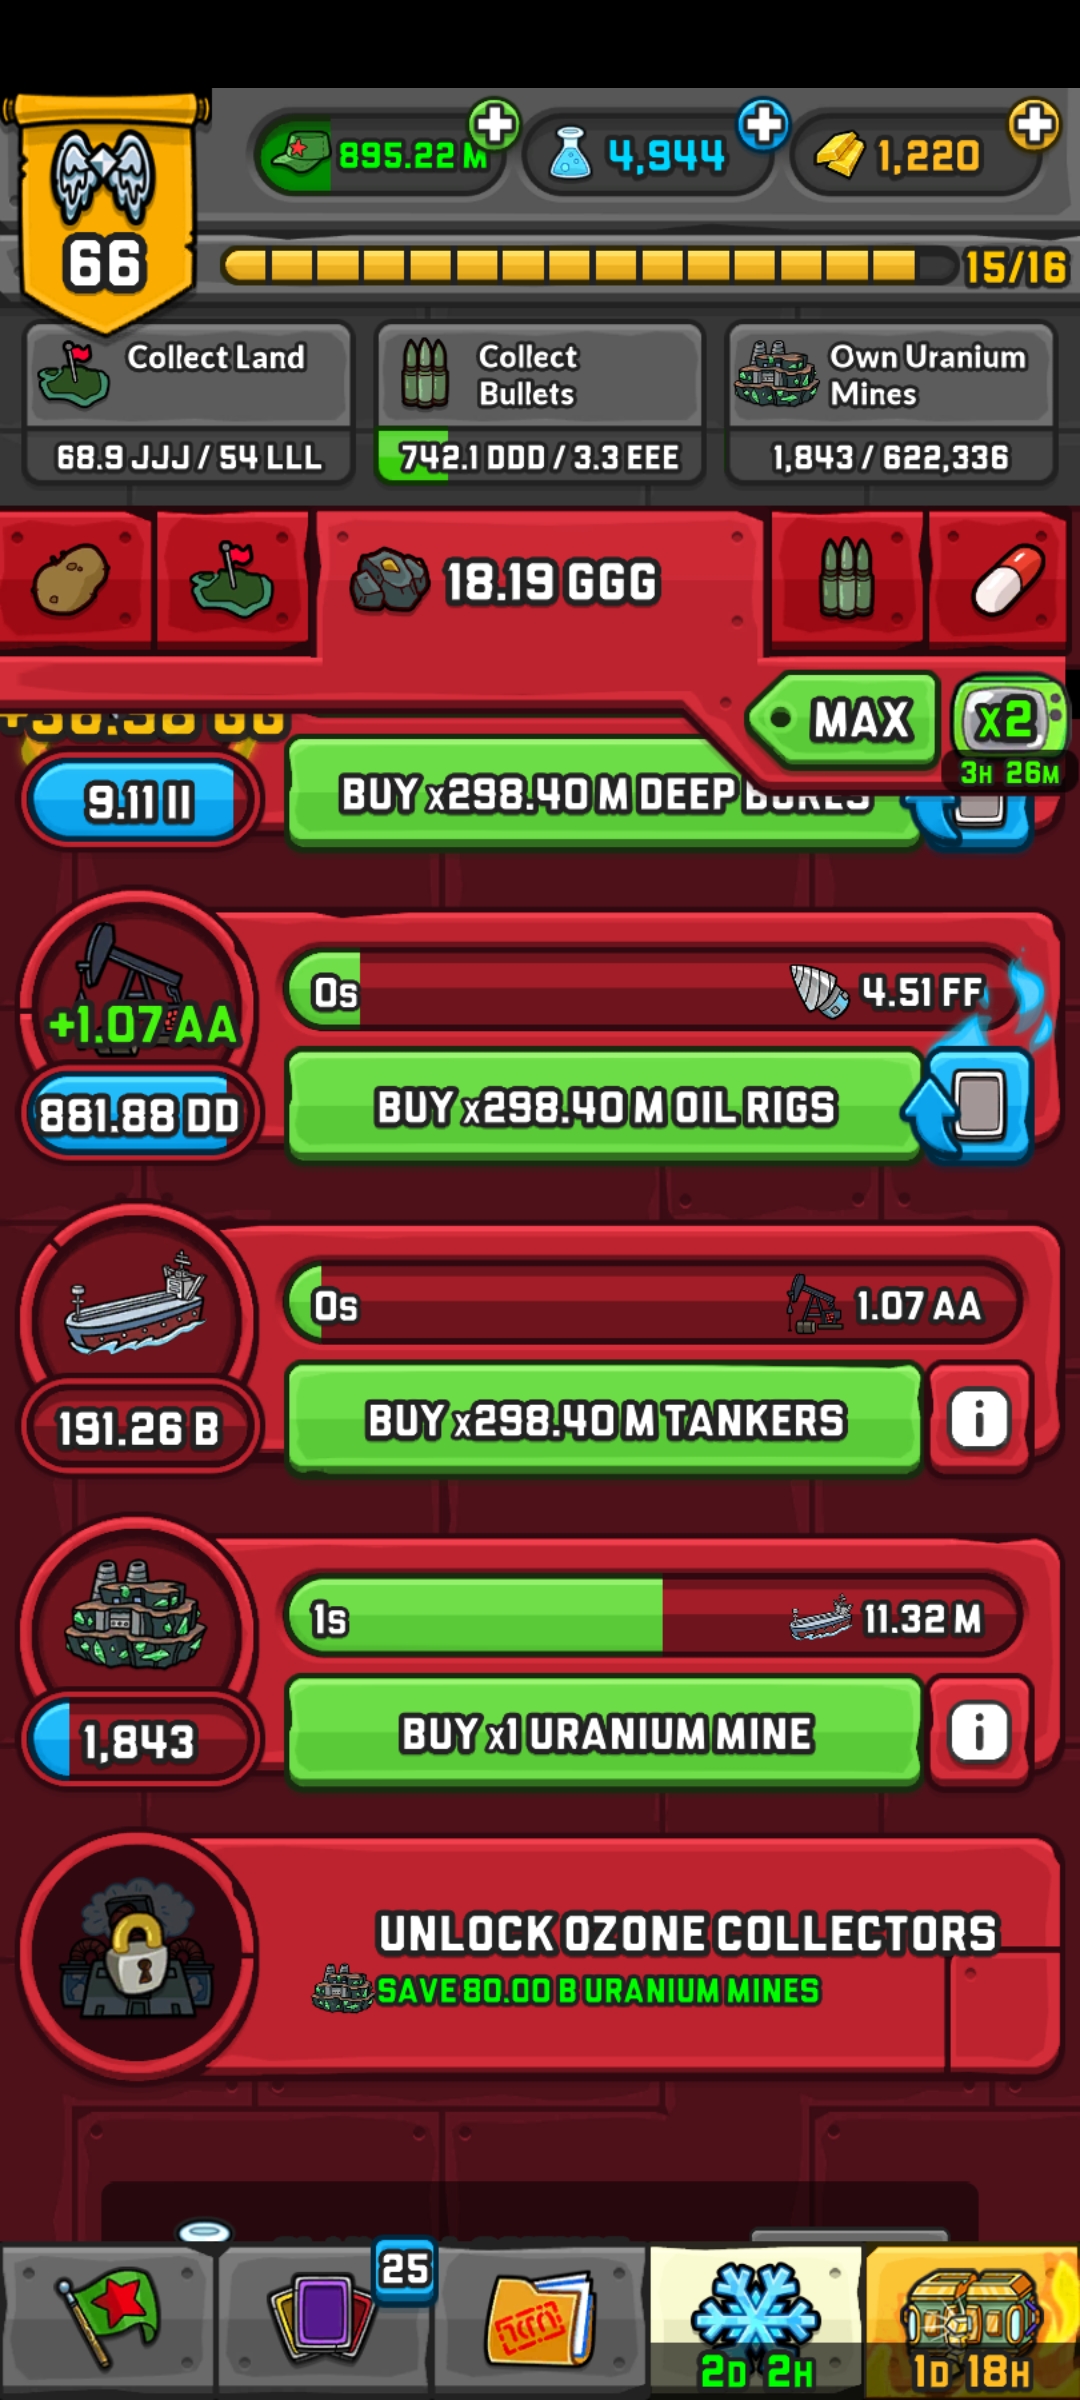 895.22 M
4,944
1,220
66
15/16
Collect Land
68.9 JJJ / 54 LLL
Collect
Bullets
742.1 DDD / 3.3 EEE
Own Uranium
Mines
1,843 / 622,336
18.19 GGG
MAX
x2
3H 26M
9.11 II
BUY x298.40 M DEEP BORES
+1.07 AA
0s
4.51 FF
881.88 DD
BUY x298.40 M OIL RIGS
0s
1.07 AA
191.26 B
BUY x298.40 M TANKERS
i
1s
11.32 M
1,843
BUY x1 URANIUM MINE
i
UNLOCK OZONE COLLECTORS
SAVE 80.00 B URANIUM MINES
25
2D 2H
1D 18H